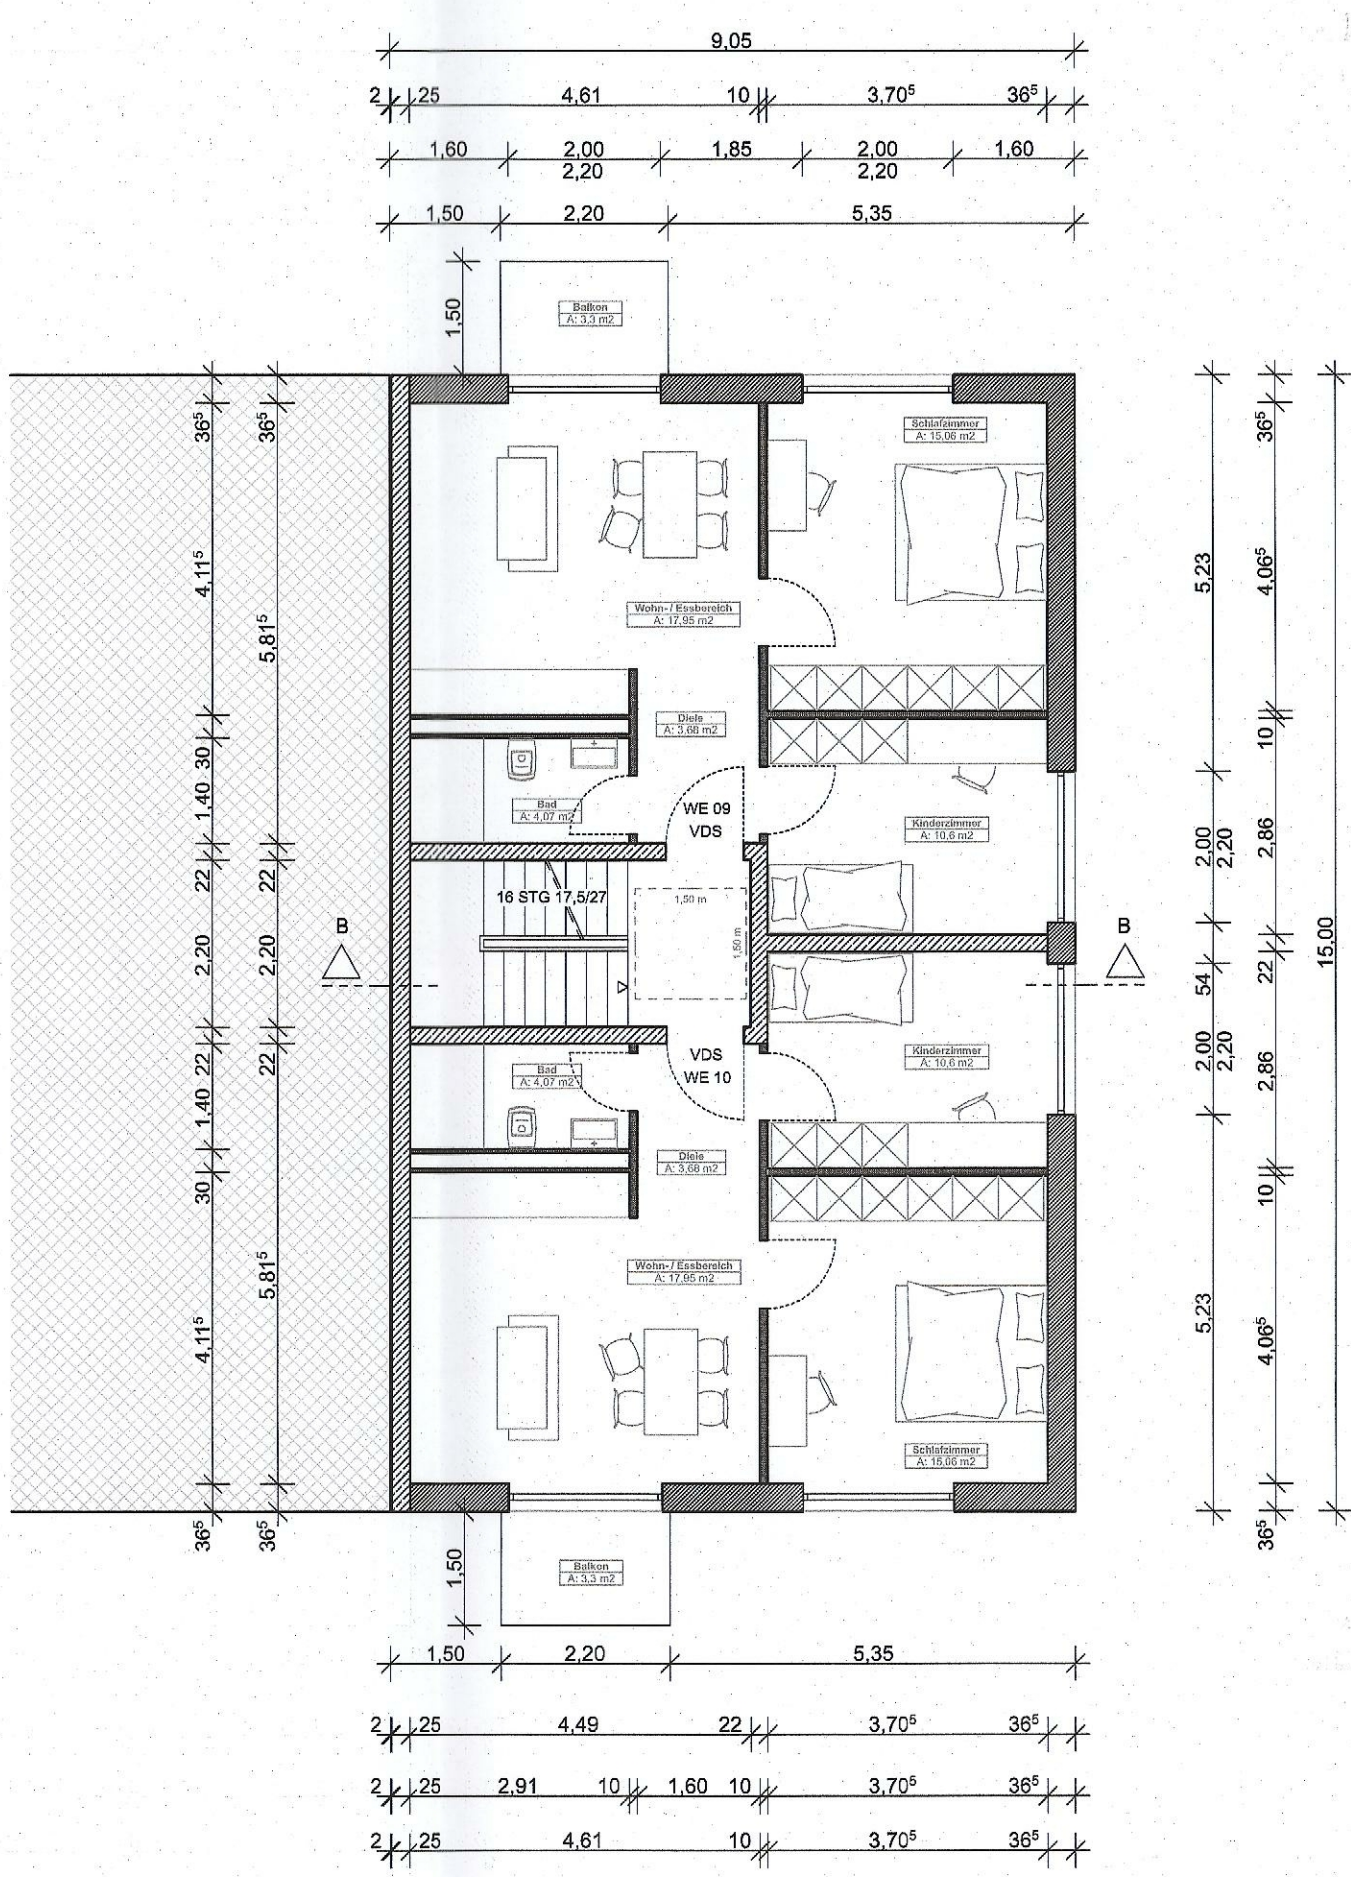 9,05
2 25 4,61 10 3,70⁵ 36⁵
1,60 2,00 1,85 2,00 1,60
2,20 2,20
1,50 2,20 5,35
1,50
Balkon
A: 3,3 m2
36⁵ 36⁵ 36⁵
Schlafzimmer
A: 15,06 m2
4,11⁵ 5,23 4,06⁵
5,81⁵
Wohn- / Essbereich
A: 17,95 m2
Diele
A: 3,68 m2
30 10
1,40
Bad
A: 4,07 m2
WE 09
VDS
Kinderzimmer
A: 10,6 m2
2,00 2,86
2,20
22 22
16 STG 17,5/27
1,50 m
1,50 m
B B
2,20 2,20 54 22 15,00
22 22
VDS
WE 10
Kinderzimmer
A: 10,6 m2
2,00 2,86
2,20
Bad
A: 4,07 m2
1,40
Diele
A: 3,68 m2
30 10
Wohn- / Essbereich
A: 17,95 m2
5,81⁵ 5,23
4,11⁵ 4,06⁵
Schlafzimmer
A: 15,06 m2
36⁵ 36⁵ 36⁵
Balkon
A: 3,3 m2
1,50
1,50 2,20 5,35
2 25 4,49 22 3,70⁵ 36⁵
2 25 2,91 10 1,60 10 3,70⁵ 36⁵
2 25 4,61 10 3,70⁵ 36⁵